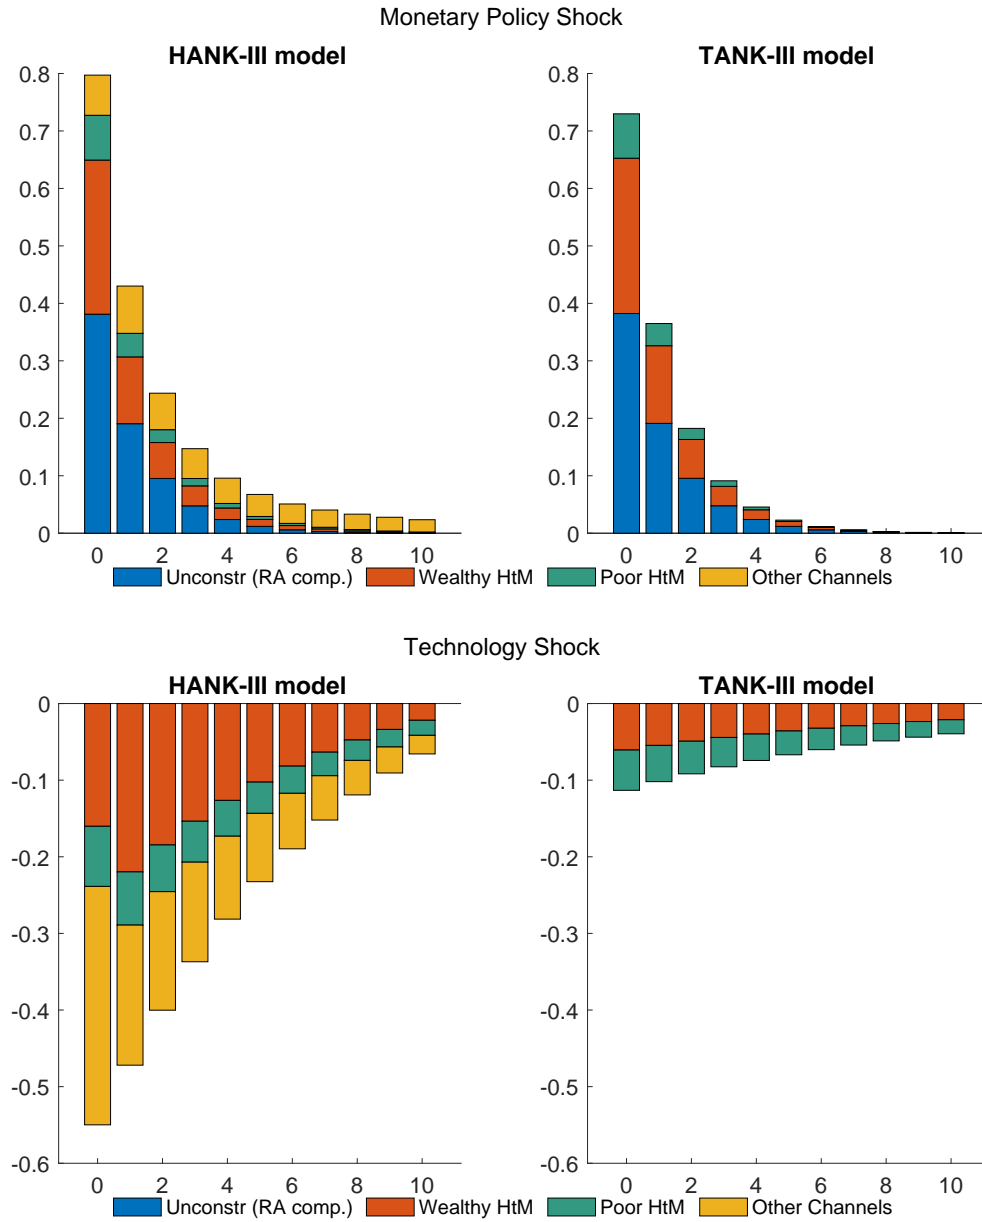 Monetary Policy Shock
HANK-III model
TANK-III model
0.8
0.7
0.6
0.5
0.4
0.3
0.2
0.1
0
0 2 4 6 8 10
0.8
0.7
0.6
0.5
0.4
0.3
0.2
0.1
0
0 2 4 6 8 10
Unconstr (RA comp.) Wealthy HtM Poor HtM Other Channels
Technology Shock
HANK-III model
TANK-III model
0
-0.1
-0.2
-0.3
-0.4
-0.5
-0.6
0 2 4 6 8 10
0
-0.1
-0.2
-0.3
-0.4
-0.5
-0.6
0 2 4 6 8 10
Unconstr (RA comp.) Wealthy HtM Poor HtM Other Channels